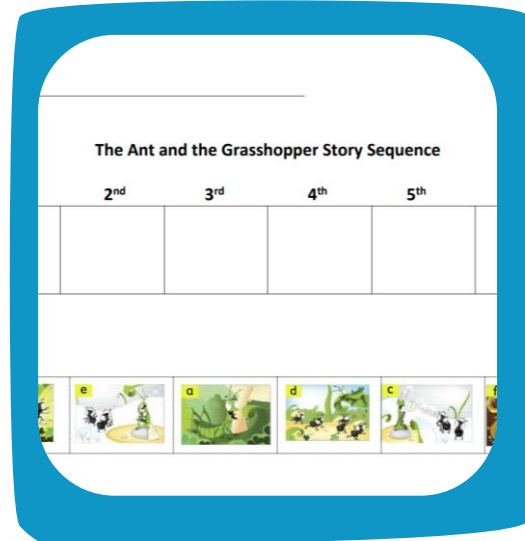 The Ant and the Grasshopper Story Sequence
2nd 3rd 4th 5th
e a d c f